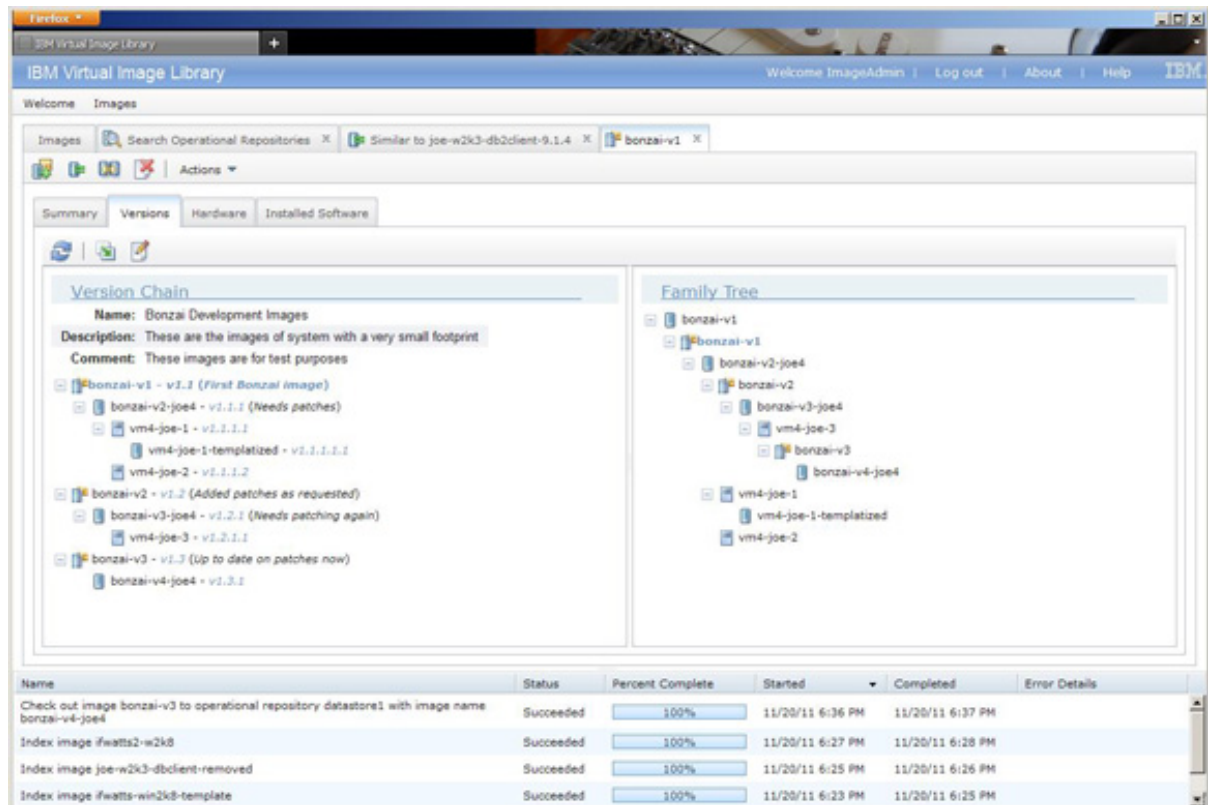 Firefox
IBM Virtual Image Library
IBM Virtual Image Library
Welcome ImageAdmin | Log out | About | Help IBM.
Welcome Images
Images Search Operational Repositories X Similar to joe-w2k3-db2client-9.1.4 X bonzai-v1 X
Actions
Summary Versions Hardware Installed Software
Version Chain
Name: Bonzai Development Images
Description: These are the images of system with a very small footprint
Comment: These images are for test purposes
bonzai-v1 - v1.1 (First Bonzai image)
bonzai-v2-joe4 - v1.1.1 (Needs patches)
vm4-joe-1 - v1.1.1.1
vm4-joe-1-templatized - v1.1.1.1.1
vm4-joe-2 - v1.1.1.2
bonzai-v2 - v1.2 (Added patches as requested)
bonzai-v3-joe4 - v1.2.1 (Needs patching again)
vm4-joe-3 - v1.2.1.1
bonzai-v3 - v1.3 (Up to date on patches now)
bonzai-v4-joe4 - v1.3.1
Family Tree
bonzai-v1
bonzai-v1
bonzai-v2-joe4
bonzai-v2
bonzai-v3-joe4
vm4-joe-3
bonzai-v3
bonzai-v4-joe4
vm4-joe-1
vm4-joe-1-templatized
vm4-joe-2
Name Status Percent Complete Started Completed Error Details
Check out image bonzai-v3 to operational repository datastore1 with image name
bonzai-v4-joe4 Succeeded 100% 11/20/11 6:36 PM 11/20/11 6:37 PM
Index image ifwatts2-w2k8 Succeeded 100% 11/20/11 6:27 PM 11/20/11 6:28 PM
Index image joe-w2k3-dbclient-removed Succeeded 100% 11/20/11 6:25 PM 11/20/11 6:26 PM
Index image ifwatts-win2k8-template Succeeded 100% 11/20/11 6:23 PM 11/20/11 6:25 PM